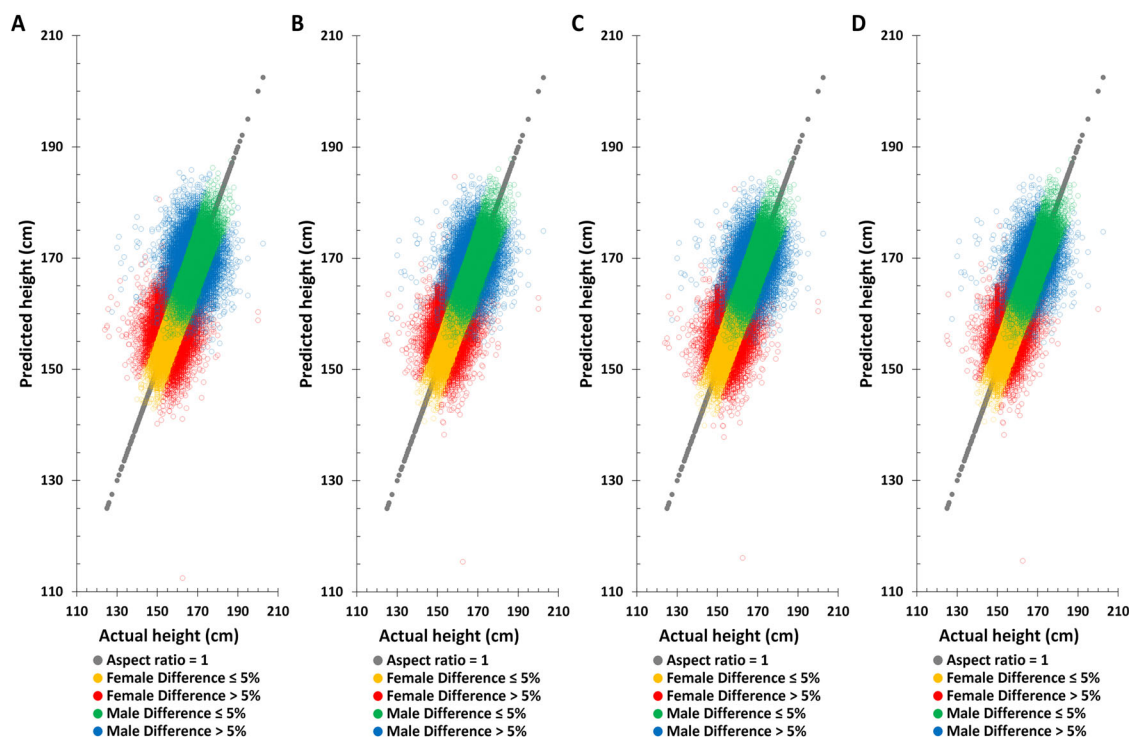 A
Predicted height (cm)
210
190
170
150
130
110
110 130 150 170 190 210
Actual height (cm)
Aspect ratio = 1
Female Difference ≤ 5%
Female Difference > 5%
Male Difference ≤ 5%
Male Difference > 5%
B
Predicted height (cm)
210
190
170
150
130
110
110 130 150 170 190 210
Actual height (cm)
Aspect ratio = 1
Female Difference ≤ 5%
Female Difference > 5%
Male Difference ≤ 5%
Male Difference > 5%
C
Predicted height (cm)
210
190
170
150
130
110
110 130 150 170 190 210
Actual height (cm)
Aspect ratio = 1
Female Difference ≤ 5%
Female Difference > 5%
Male Difference ≤ 5%
Male Difference > 5%
D
Predicted height (cm)
210
190
170
150
130
110
110 130 150 170 190 210
Actual height (cm)
Aspect ratio = 1
Female Difference ≤ 5%
Female Difference > 5%
Male Difference ≤ 5%
Male Difference > 5%